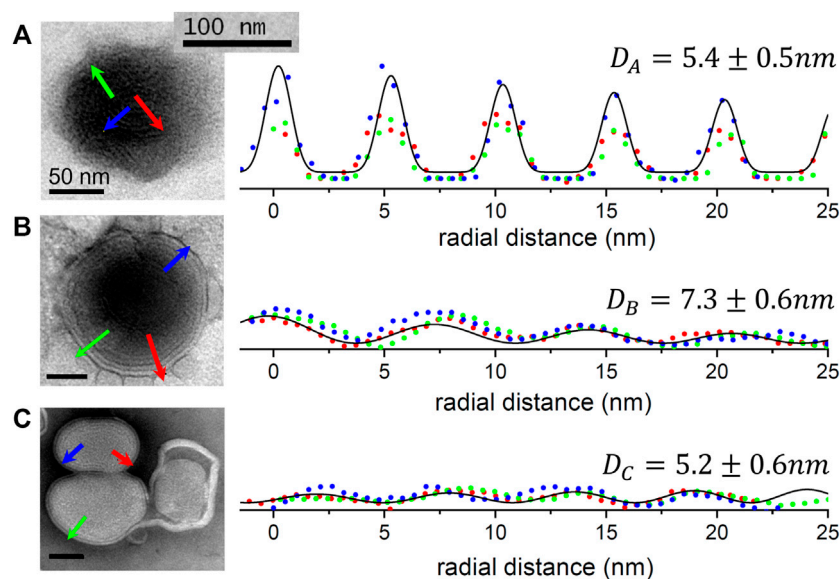 A
100 nm
50 nm
D_A = 5.4 ± 0.5nm
0 5 10 15 20 25
radial distance (nm)
B
D_B = 7.3 ± 0.6nm
0 5 10 15 20 25
radial distance (nm)
C
D_C = 5.2 ± 0.6nm
0 5 10 15 20 25
radial distance (nm)